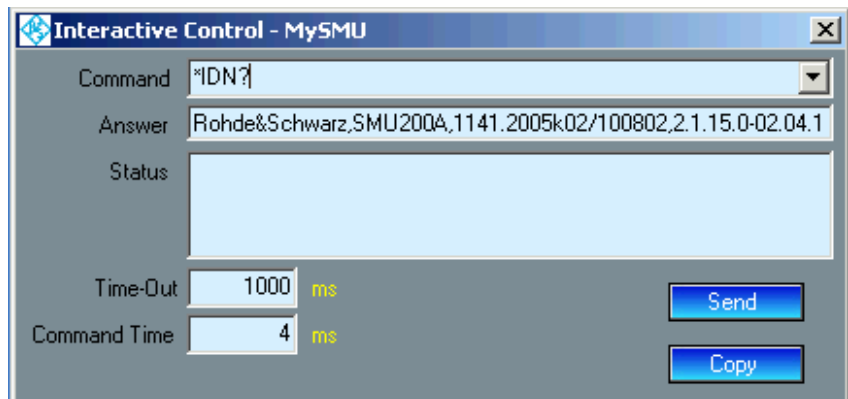 Interactive Control - MySMU
Command *IDN?
Answer Rohde&Schwarz,SMU200A,1141.2005k02/100802,2.1.15.0-02.04.1
Status
Time-Out 1000 ms
Send
Command Time 4 ms
Copy